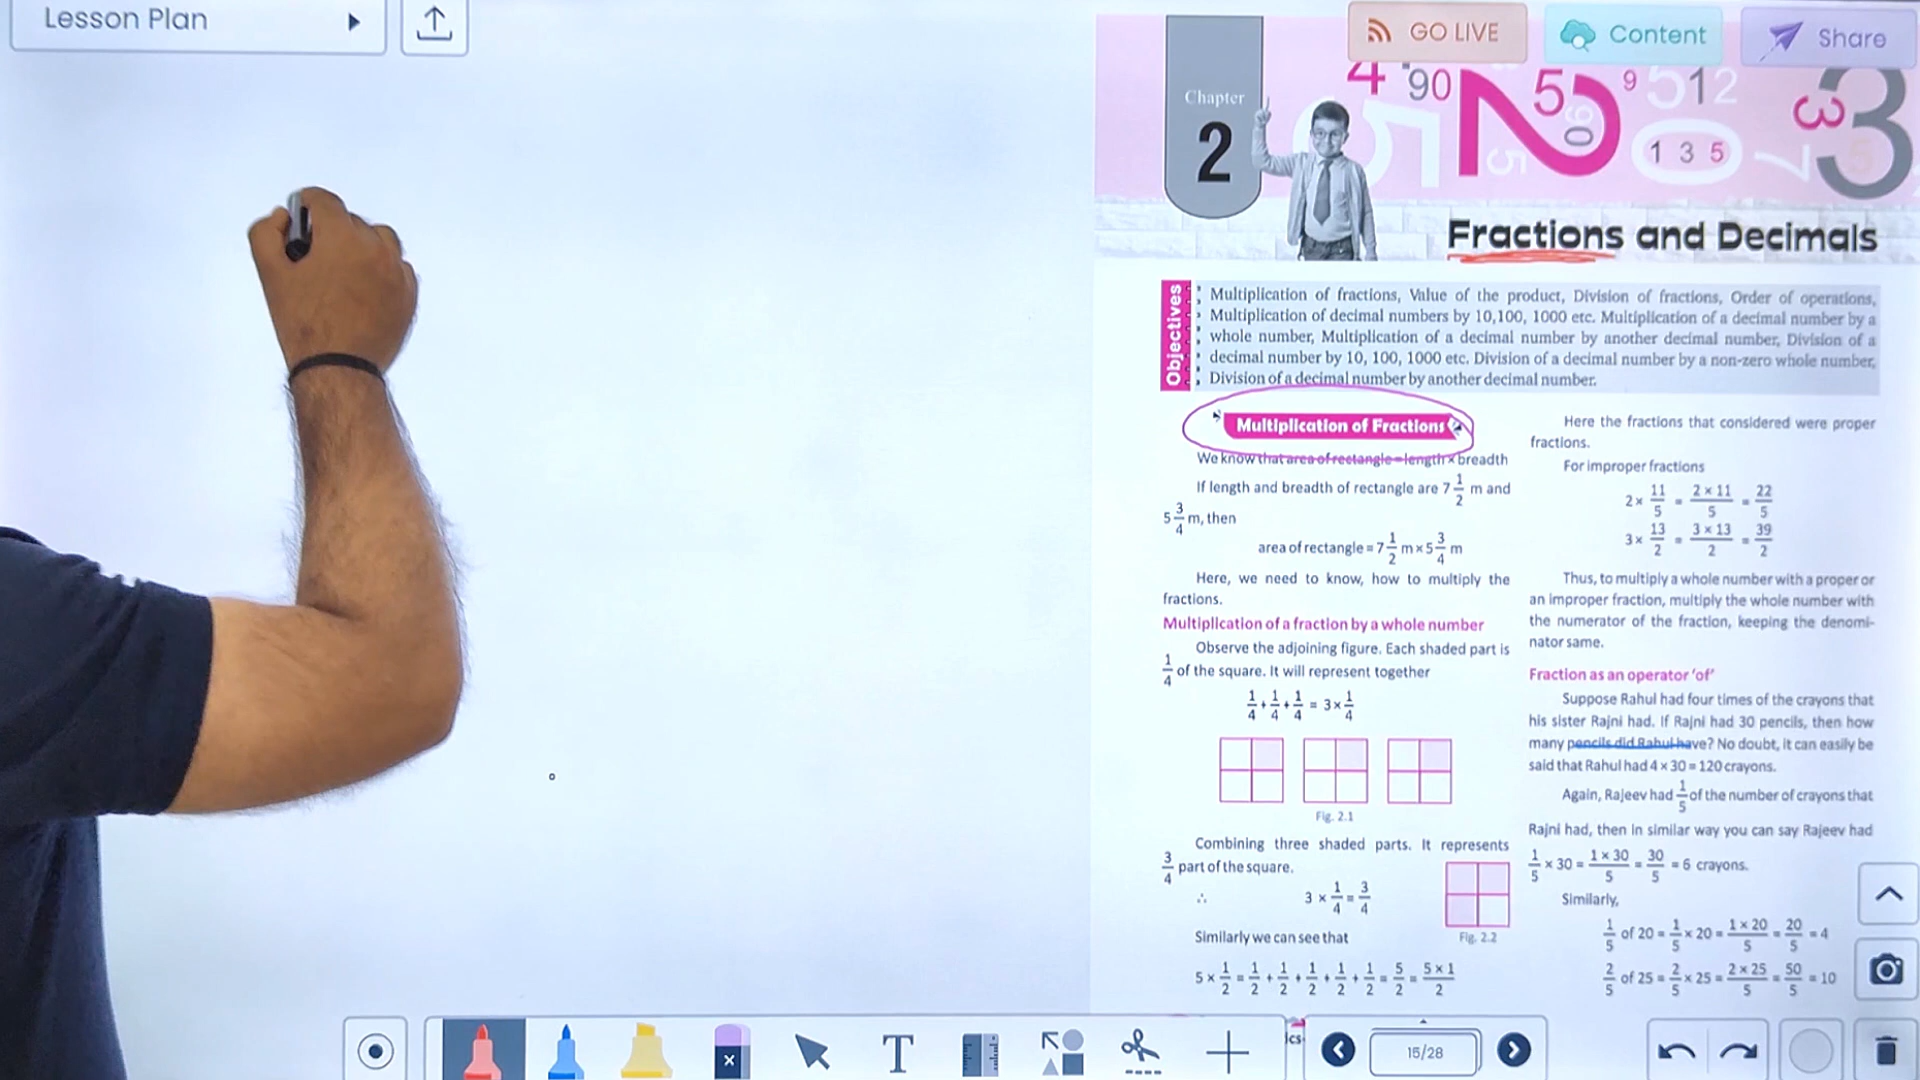 Lesson Plan
GO LIVE
Content
Share
4 90 2 5 90 5 9 512 0 1 3 5 3 3 7
Chapter
2
Fractions and Decimals
Objectives
Multiplication of fractions, Value of the product, Division of fractions, Order of operations,
Multiplication of decimal numbers by 10,100, 1000 etc. Multiplication of a decimal number by a
whole number, Multiplication of a decimal number by another decimal number, Division of a
decimal number by 10, 100, 1000 etc. Division of a decimal number by a non-zero whole number,
Division of a decimal number by another decimal number.
Multiplication of Fractions
We know that area of rectangle = length × breadth
If length and breadth of rectangle are 7 1/2 m and
5 3/4 m, then
area of rectangle = 7 1/2 m × 5 3/4 m
Here, we need to know, how to multiply the
fractions.
Multiplication of a fraction by a whole number
Observe the adjoining figure. Each shaded part is
1/4 of the square. It will represent together
1/4 + 1/4 + 1/4 = 3 × 1/4
Fig. 2.1
Combining three shaded parts. It represents
3/4 part of the square.
∴ 3 × 1/4 = 3/4
Fig. 2.2
Similarly we can see that
5 × 1/2 = 1/2 + 1/2 + 1/2 + 1/2 + 1/2 = 5/2 = 5 × 1/2
Here the fractions that considered were proper
fractions.
For improper fractions
2 × 11/5 = 2 × 11/5 = 22/5
3 × 13/2 = 3 × 13/2 = 39/2
Thus, to multiply a whole number with a proper or
an improper fraction, multiply the whole number with
the numerator of the fraction, keeping the denomi-
nator same.
Fraction as an operator 'of'
Suppose Rahul had four times of the crayons that
his sister Rajni had. If Rajni had 30 pencils, then how
many pencils did Rahul have? No doubt, it can easily be
said that Rahul had 4 × 30 = 120 crayons.
Again, Rajeev had 1/5 of the number of crayons that
Rajni had, then in similar way you can say Rajeev had
1/5 × 30 = 1 × 30/5 = 30/5 = 6 crayons.
Similarly,
1/5 of 20 = 1/5 × 20 = 1 × 20/5 = 20/5 = 4
2/5 of 25 = 2/5 × 25 = 2 × 25/5 = 50/5 = 10
T
ics
15/28